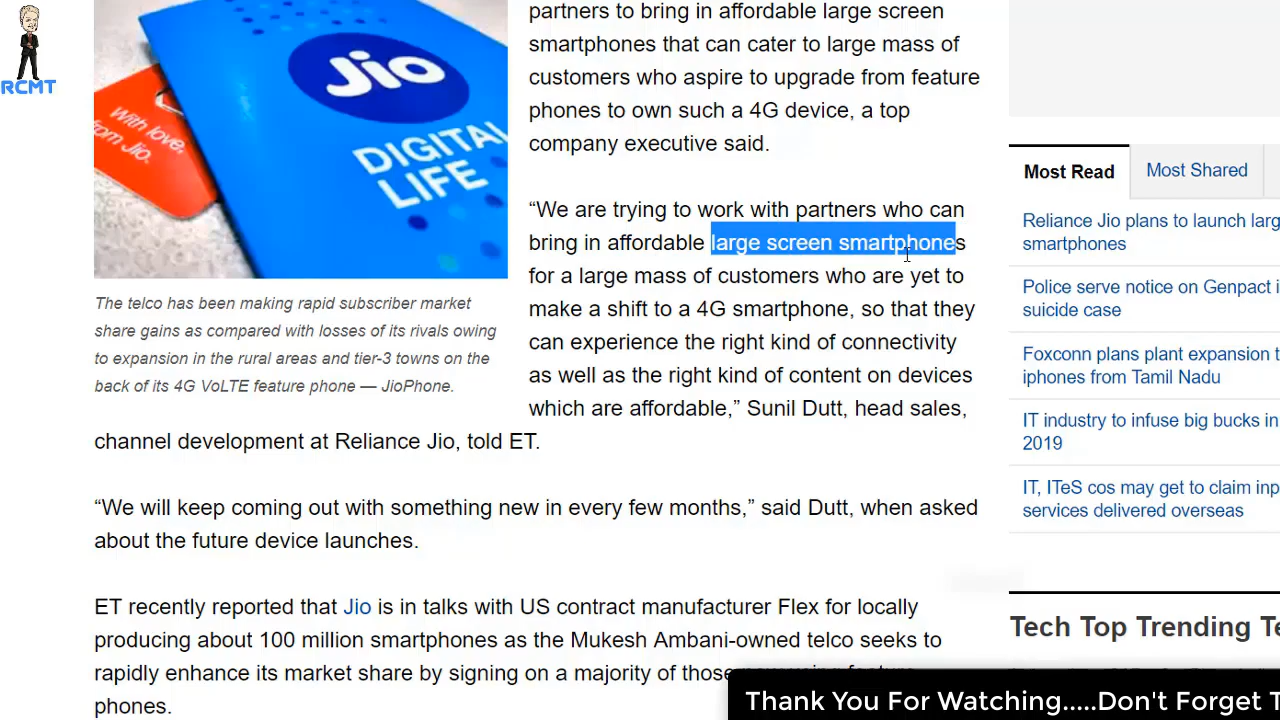 RCMT
With love,
from Jio.
Jio
DIGITAL
LIFE
The telco has been making rapid subscriber market
share gains as compared with losses of its rivals owing
to expansion in the rural areas and tier-3 towns on the
back of its 4G VoLTE feature phone — JioPhone.
partners to bring in affordable large screen
smartphones that can cater to large mass of
customers who aspire to upgrade from feature
phones to own such a 4G device, a top
company executive said.
“We are trying to work with partners who can
bring in affordable large screen smartphones
for a large mass of customers who are yet to
make a shift to a 4G smartphone, so that they
can experience the right kind of connectivity
as well as the right kind of content on devices
which are affordable,” Sunil Dutt, head sales,
channel development at Reliance Jio, told ET.
“We will keep coming out with something new in every few months,” said Dutt, when asked
about the future device launches.
ET recently reported that Jio is in talks with US contract manufacturer Flex for locally
producing about 100 million smartphones as the Mukesh Ambani-owned telco seeks to
rapidly enhance its market share by signing on a majority of those
phones.
Most Read
Most Shared
Reliance Jio plans to launch larg
smartphones
Police serve notice on Genpact i
suicide case
Foxconn plans plant expansion t
iphones from Tamil Nadu
IT industry to infuse big bucks in
2019
IT, ITeS cos may get to claim inp
services delivered overseas
Tech Top Trending Te
Thank You For Watching.....Don't Forget T